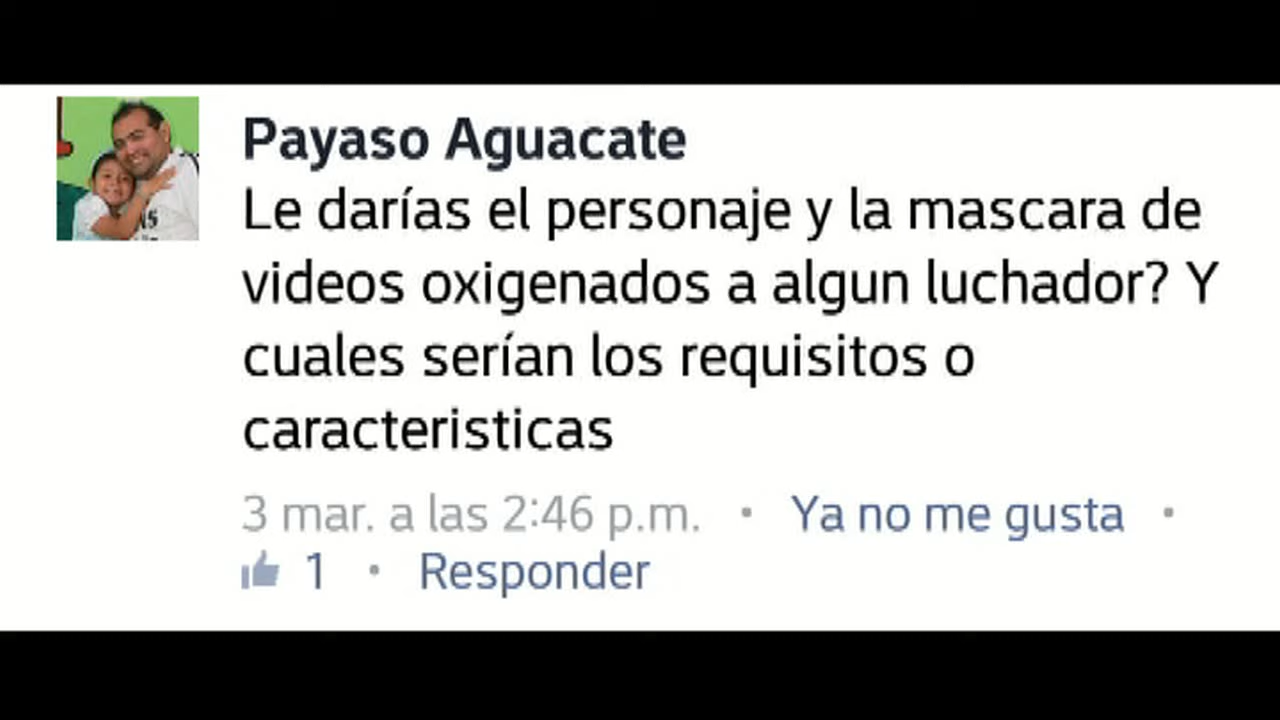 Payaso Aguacate
Le darías el personaje y la mascara de
videos oxigenados a algun luchador? Y
cuales serían los requisitos o
caracteristicas
3 mar. a las 2:46 p.m. • Ya no me gusta •
1 • Responder